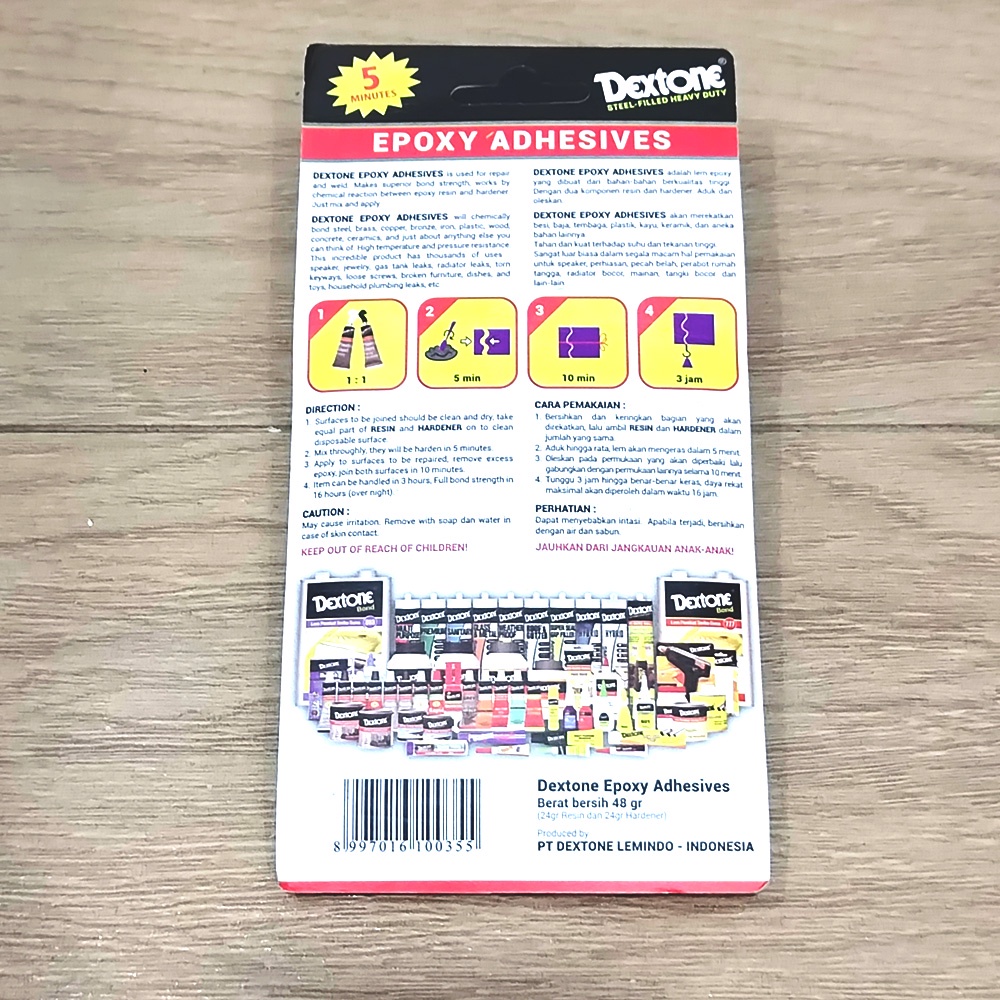 5
MINUTES
DEXTONE®
STEEL-FILLED HEAVY DUTY
EPOXY ADHESIVES
DEXTONE EPOXY ADHESIVES is used for repair
and weld. Makes superior bond strength, works by
chemical reaction between epoxy resin and hardener
Just mix and apply
DEXTONE EPOXY ADHESIVES will chemically
bond steel, brass, copper, bronze, iron, plastic, wood,
concrete, ceramics, and just about anything else you
can think of. High temperature and pressure resistance.
This incredible product has thousands of uses
speaker, jewelry, gas tank leaks, radiator leaks, torn
keyways, loose screws, broken furniture, dishes, and
toys, household plumbing leaks, etc
DEXTONE EPOXY ADHESIVES adalah lem epoxy
yang dibuat dari bahan-bahan berkualitas tinggi.
Dengan dua komponen resin dan hardener. Aduk dan
oleskan.
DEXTONE EPOXY ADHESIVES akan merekatkan
besi, baja, tembaga, plastik, kayu, keramik, dan aneka
bahan lainnya.
Tahan dan kuat terhadap suhu dan tekanan tinggi.
Sangat luar biasa dalam segala macam hal pemakaian
untuk speaker, perhiasan, pecah belah, perabot rumah
tangga, radiator bocor, mainan, tangki bocor dan
lain-lain
1
1 : 1
2
5 min
3
10 min
4
3 jam
DIRECTION :
1. Surfaces to be joined should be clean and dry, take
equal part of RESIN and HARDENER on to clean
disposable surface.
2. Mix throughly, they will be harden in 5 minutes.
3. Apply to surfaces to be repaired, remove excess
epoxy, join both surfaces in 10 minutes.
4. Item can be handled in 3 hours, Full bond strength in
16 hours (over night).
CAUTION :
May cause irritation. Remove with soap dan water in
case of skin contact.
KEEP OUT OF REACH OF CHILDREN!
CARA PEMAKAIAN :
1. Bersihkan dan keringkan bagian yang akan
direkatkan, lalu ambil RESIN dan HARDENER dalam
jumlah yang sama.
2. Aduk hingga rata, lem akan mengeras dalam 5 menit.
3. Oleskan pada permukaan yang akan diperbaiki lalu
gabungkan dengan permukaan lainnya selama 10 menit.
4. Tunggu 3 jam hingga benar-benar keras, daya rekat
maksimal akan diperoleh dalam waktu 16 jam.
PERHATIAN :
Dapat menyebabkan iritasi. Apabila terjadi, bersihkan
dengan air dan sabun.
JAUHKAN DARI JANGKAUAN ANAK-ANAK!
DEXTONE
Bond
DEXTONE
Bond
777
8 997016 100355
Dextone Epoxy Adhesives
Berat bersih 48 gr
(24gr Resin dan 24gr Hardener)
Produced by
PT DEXTONE LEMINDO - INDONESIA